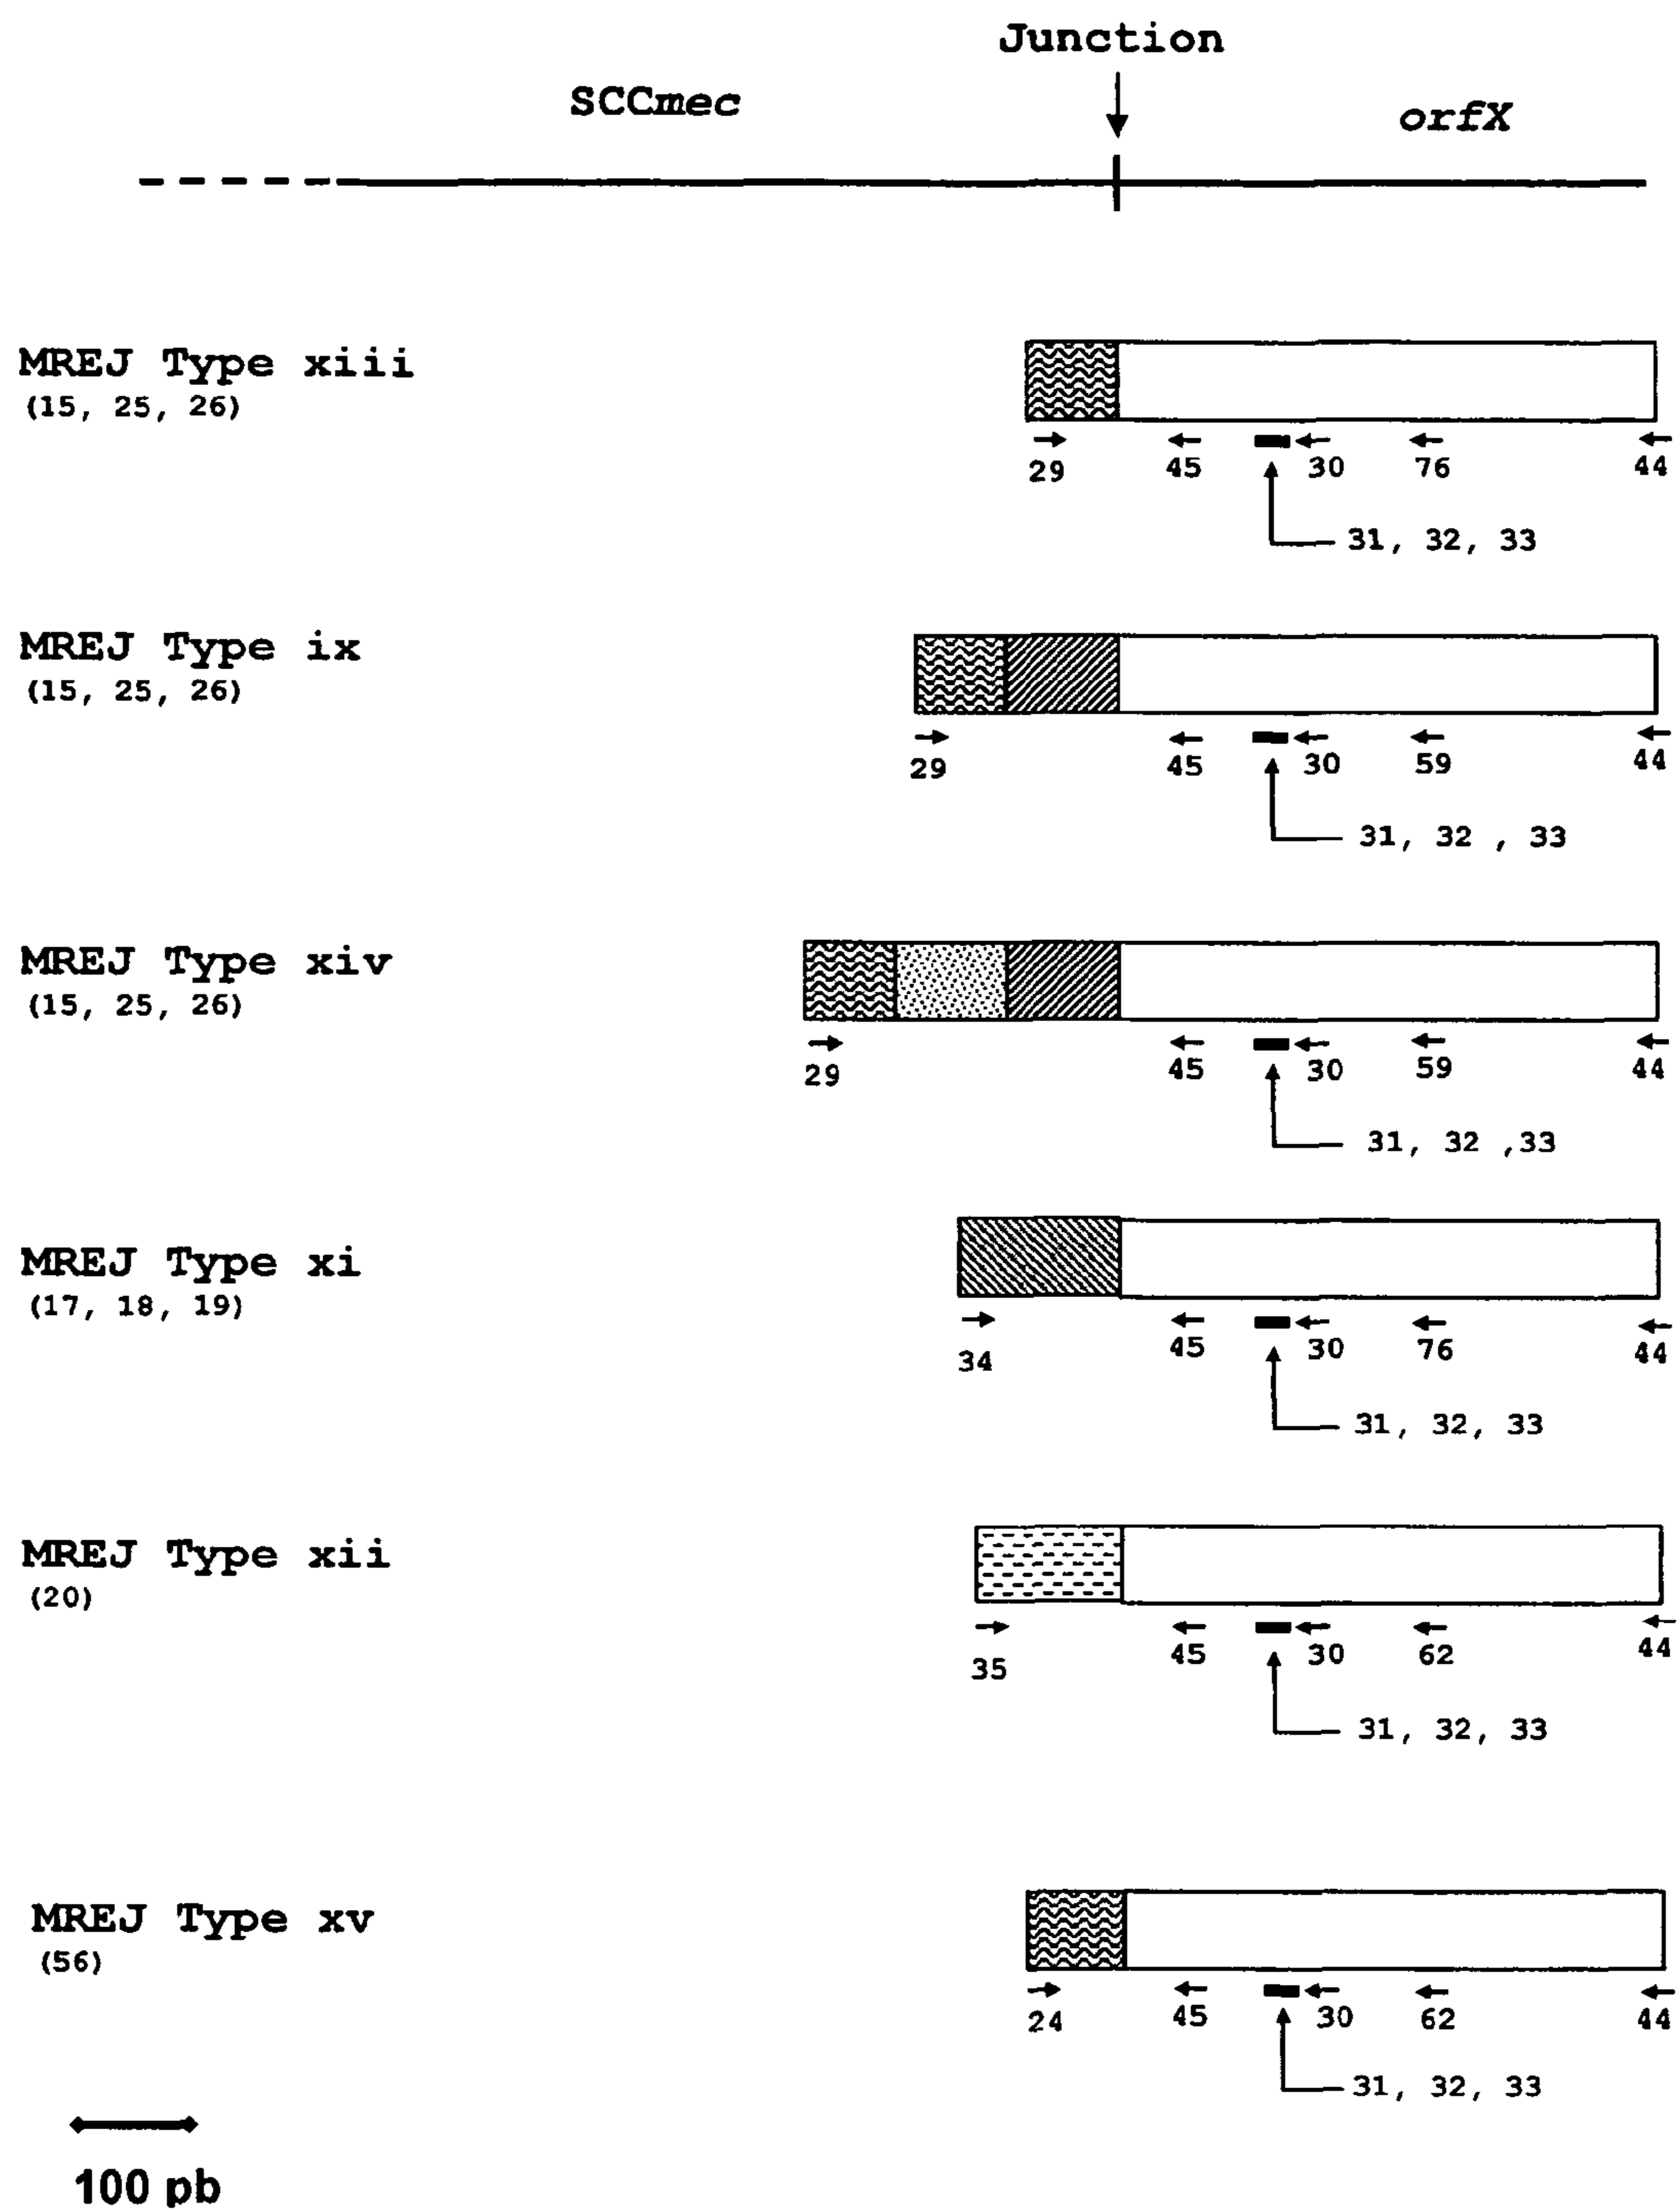 Junction
SCCmec
orfX
MREJ Type xiii
(15, 25, 26)
29 45 30 76 44
31, 32, 33
MREJ Type ix
(15, 25, 26)
29 45 30 59 44
31, 32 , 33
MREJ Type xiv
(15, 25, 26)
29 45 30 59 44
31, 32 ,33
MREJ Type xi
(17, 18, 19)
34 45 30 76 44
31, 32, 33
MREJ Type xii
(20)
35 45 30 62 44
31, 32, 33
MREJ Type xv
(56)
24 45 30 62 44
31, 32, 33
100 pb